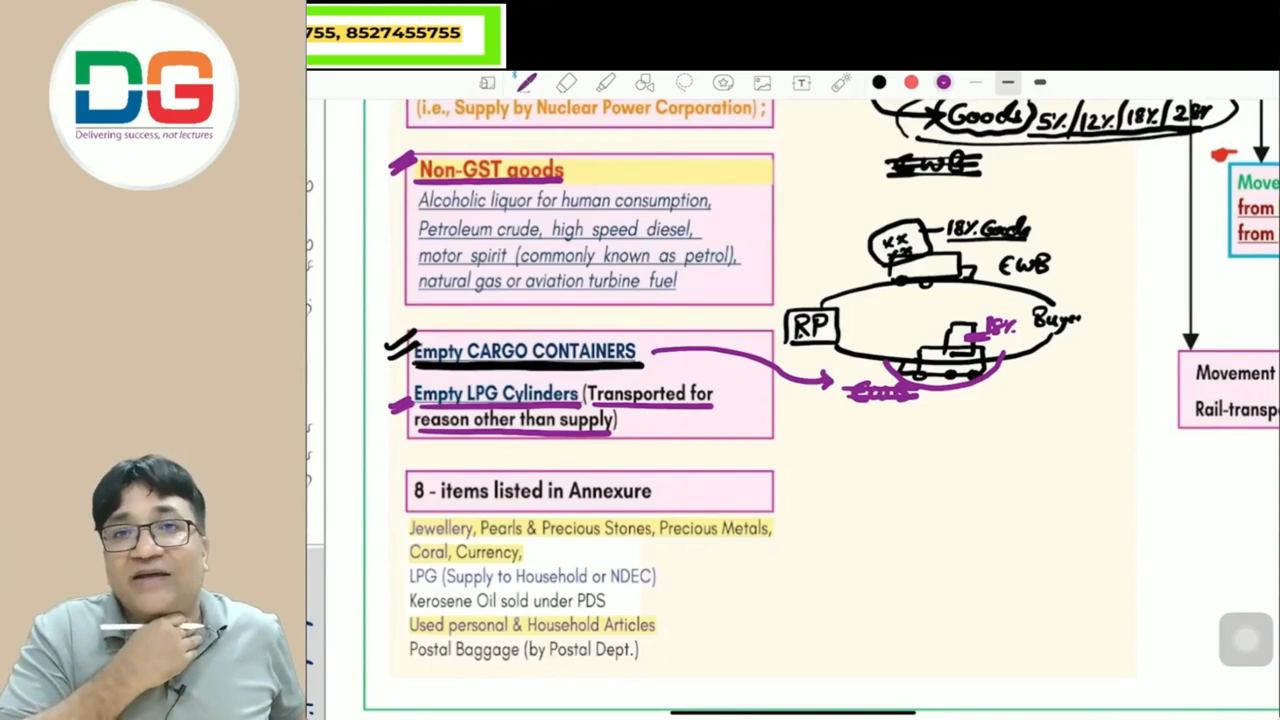 755, 8527455755
DG
Delivering success, not lectures
(i.e., Supply by Nuclear Power Corporation) ;
Non-GST goods
Alcoholic liquor for human consumption,
Petroleum crude, high speed diesel,
motor spirit (commonly known as petrol),
natural gas or aviation turbine fuel
Empty CARGO CONTAINERS
Empty LPG Cylinders (Transported for
reason other than supply)
8 - items listed in Annexure
Jewellery, Pearls & Precious Stones, Precious Metals,
Coral, Currency,
LPG (Supply to Household or NDEC)
Kerosene Oil sold under PDS
Used personal & Household Articles
Postal Baggage (by Postal Dept.)
Goods 5%/12%/18%/28%
EWB
18% Goods
xx
EWB
RP
18%
Buyer
Move
from
from
Movement
Rail-transp